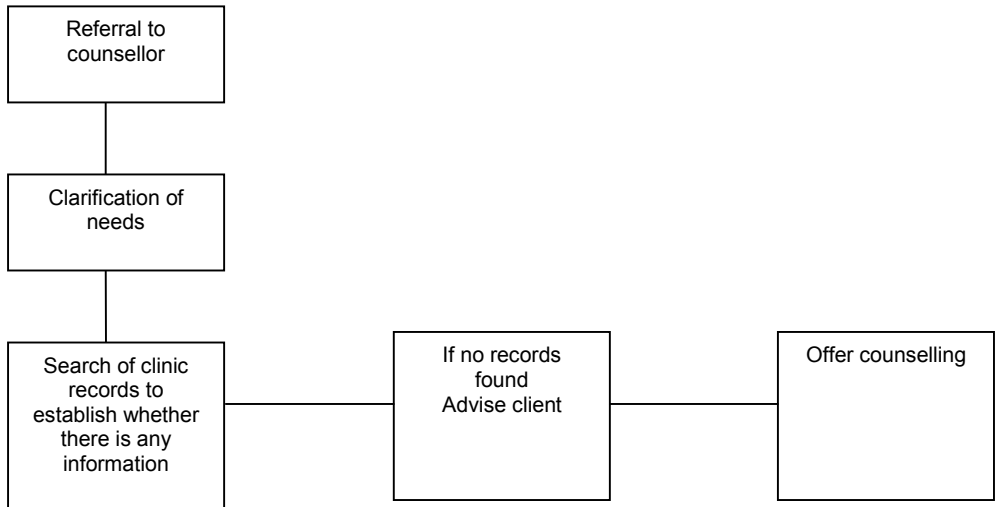 Referral to
counsellor
Clarification of
needs
Search of clinic
records to
establish whether
there is any
information
If no records
found
Advise client
Offer counselling